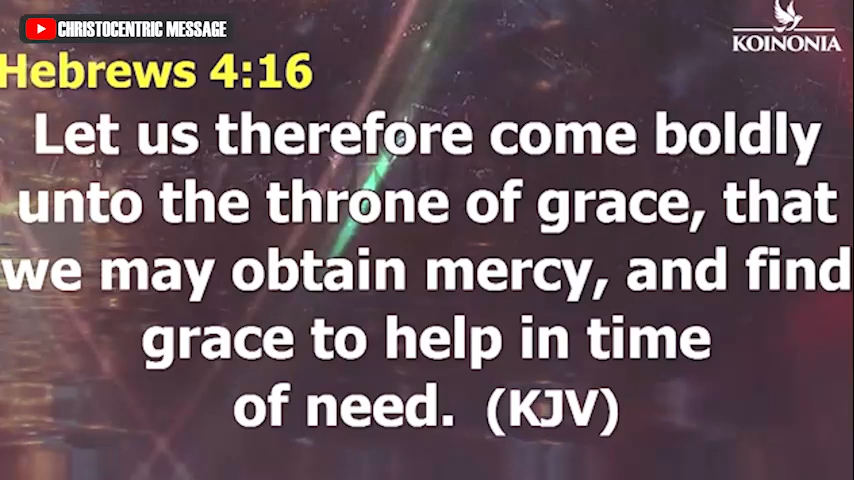 CHRISTOCENTRIC MESSAGE
KOINONIA
Hebrews 4:16
Let us therefore come boldly
unto the throne of grace, that
we may obtain mercy, and find
grace to help in time
of need. (KJV)